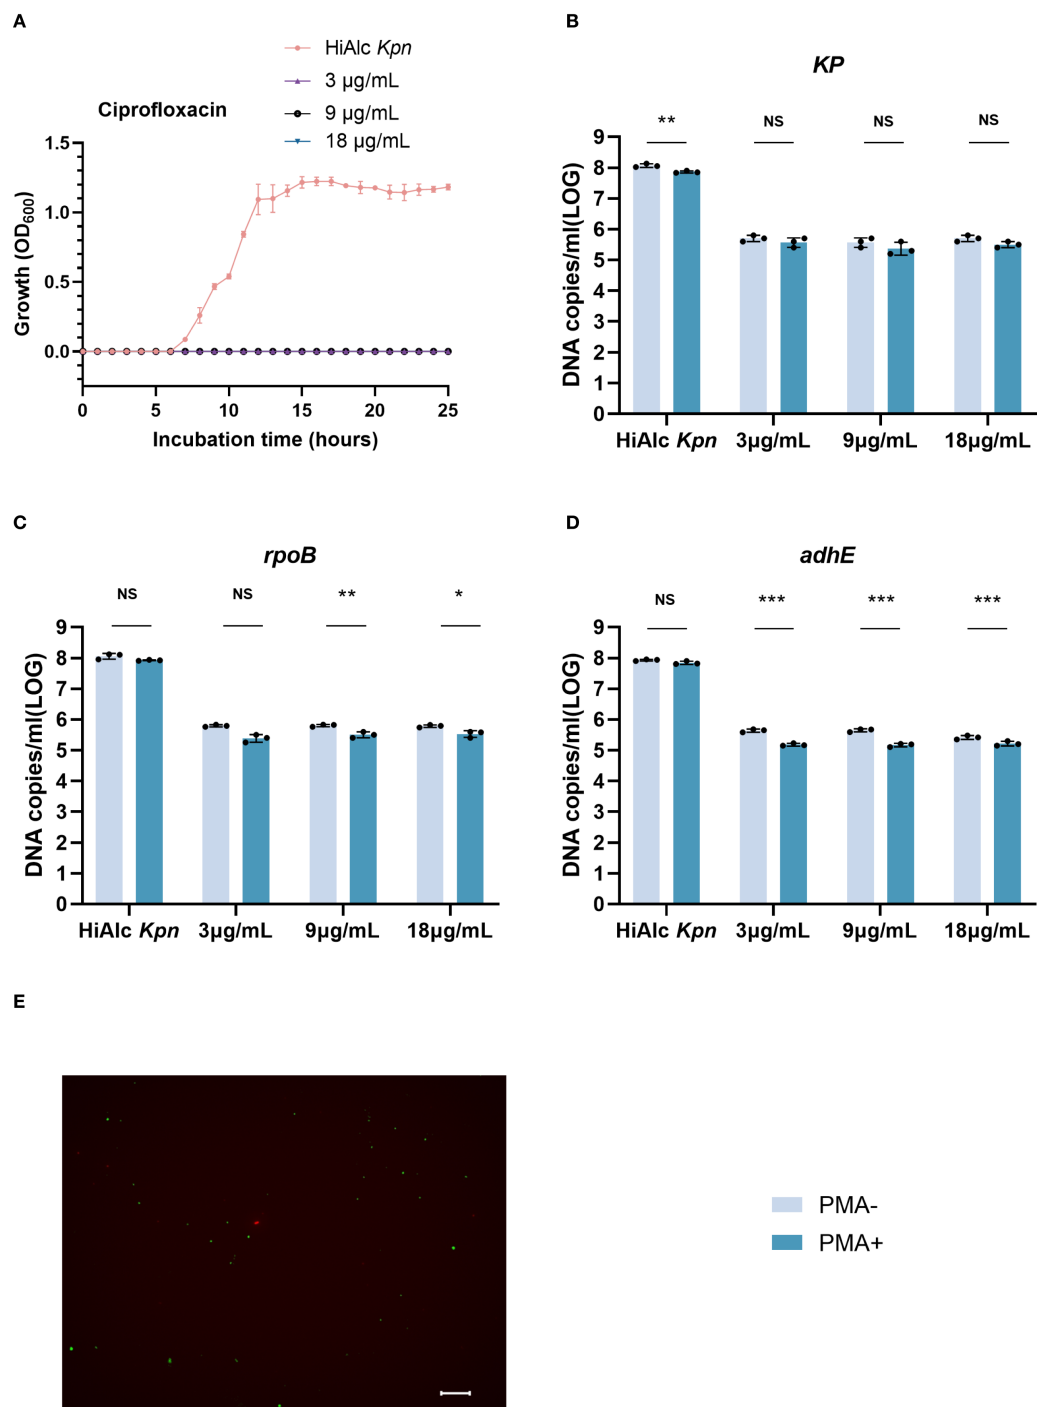 A
HiAlc Kpn
3 µg/mL
9 µg/mL
18 µg/mL
Ciprofloxacin
Growth (OD600)
1.5
1.0
0.5
0.0
0 5 10 15 20 25
Incubation time (hours)
B
KP
** NS NS NS
DNA copies/ml(LOG)
9
8
7
6
5
4
3
2
1
0
HiAlc Kpn 3µg/mL 9µg/mL 18µg/mL
C
rpoB
NS NS ** *
DNA copies/ml(LOG)
9
8
7
6
5
4
3
2
1
0
HiAlc Kpn 3µg/mL 9µg/mL 18µg/mL
D
adhE
NS *** *** ***
DNA copies/ml(LOG)
9
8
7
6
5
4
3
2
1
0
HiAlc Kpn 3µg/mL 9µg/mL 18µg/mL
E
PMA-
PMA+